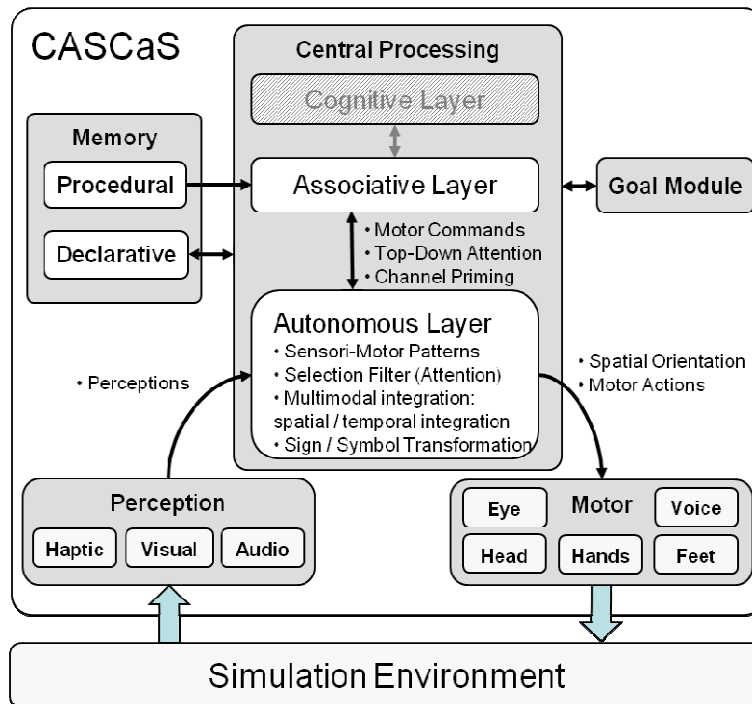 CASCaS
Central Processing
Cognitive Layer
Memory
Procedural
Declarative
Associative Layer
Goal Module
• Motor Commands
• Top-Down Attention
• Channel Priming
Autonomous Layer
• Sensori-Motor Patterns
• Selection Filter (Attention)
• Multimodal integration:
spatial / temporal integration
• Sign / Symbol Transformation
• Perceptions
• Spatial Orientation
• Motor Actions
Perception
Haptic
Visual
Audio
Eye
Motor
Voice
Head
Hands
Feet
Simulation Environment